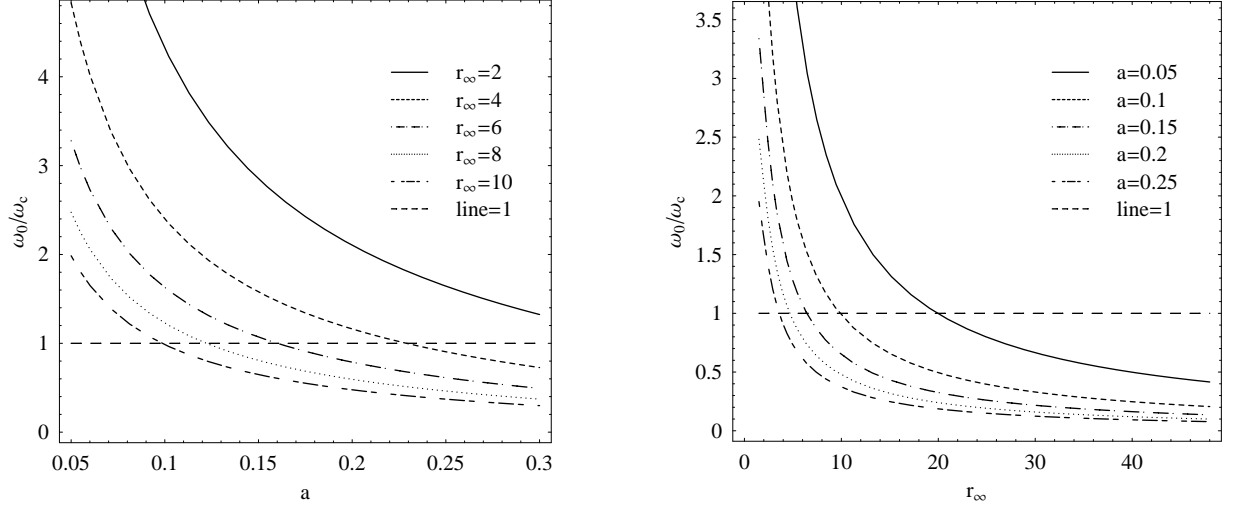 ω₀/ω_c
4
3
2
1
0
0.05 0.1 0.15 0.2 0.25 0.3
a
r∞=2
r∞=4
r∞=6
r∞=8
r∞=10
line=1
ω₀/ω_c
3.5
3
2.5
2
1.5
1
0.5
0
0 10 20 30 40
r∞
a=0.05
a=0.1
a=0.15
a=0.2
a=0.25
line=1